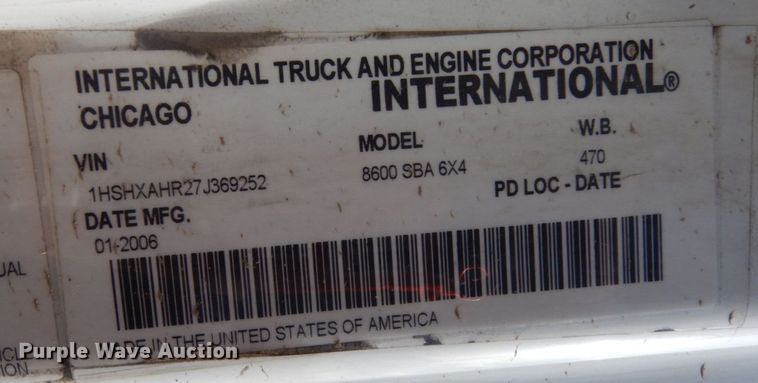 INTERNATIONAL TRUCK AND ENGINE CORPORATION
CHICAGO INTERNATIONAL®
VIN MODEL W.B.
1HSHXAHR27J369252 8600 SBA 6X4 470
DATE MFG. PD LOC - DATE
01-2006
MADE IN THE UNITED STATES OF AMERICA
UAL
ION
Purple Wave Auction